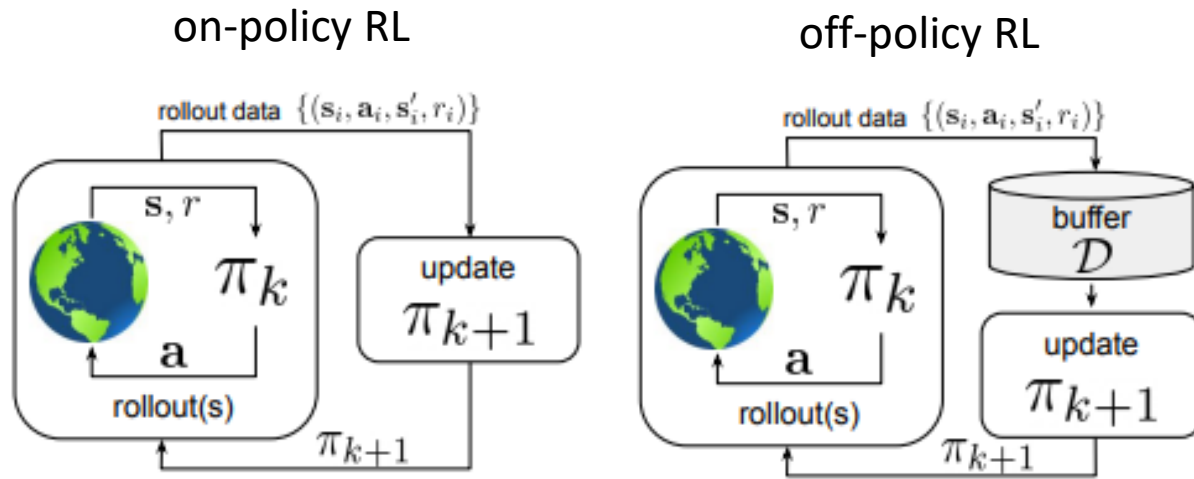 on-policy RL
rollout data {(s_i, a_i, s'_i, r_i)}
s, r
π_k
a
rollout(s)
update
π_{k+1}
π_{k+1}
off-policy RL
rollout data {(s_i, a_i, s'_i, r_i)}
s, r
π_k
a
rollout(s)
buffer
𝒟
update
π_{k+1}
π_{k+1}